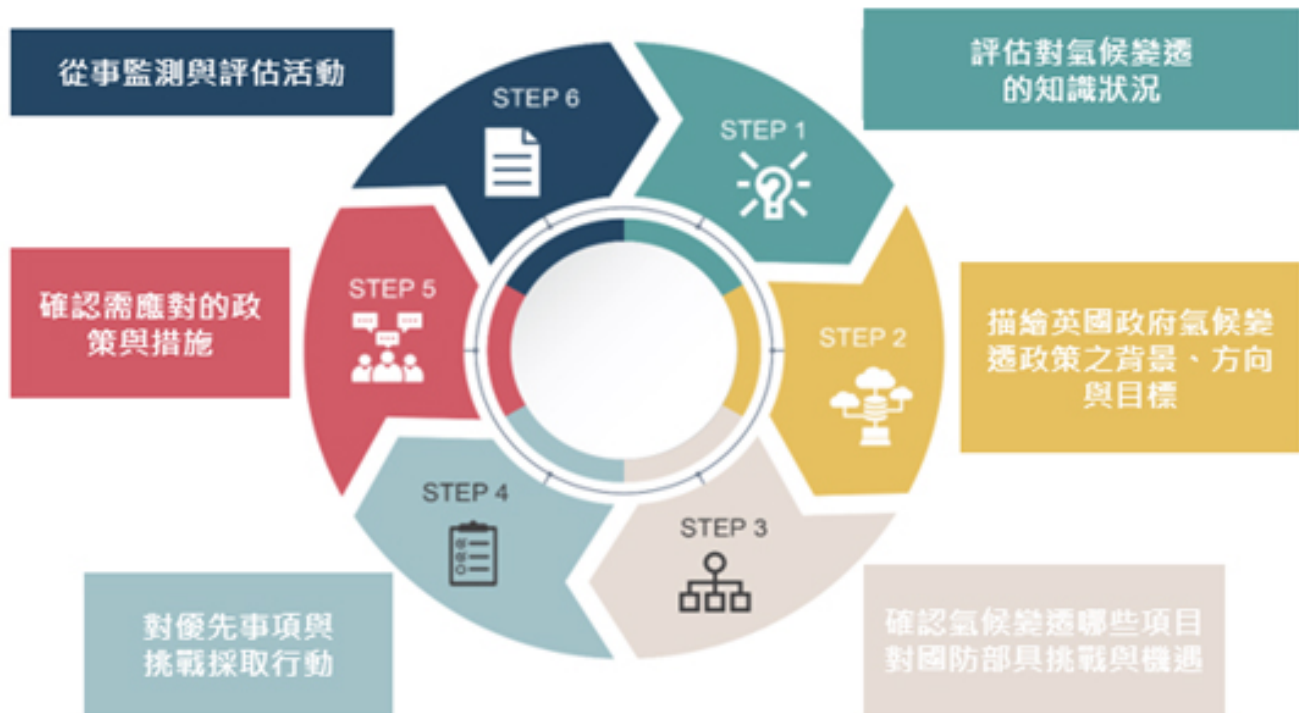 STEP 1
評估對氣候變遷
的知識狀況
STEP 2
描繪英國政府氣候變
遷政策之背景、方向
與目標
STEP 3
確認氣候變遷哪些項目
對國防部具挑戰與機遇
STEP 4
對優先事項與
挑戰採取行動
STEP 5
確認需應對的政
策與措施
STEP 6
從事監測與評估活動